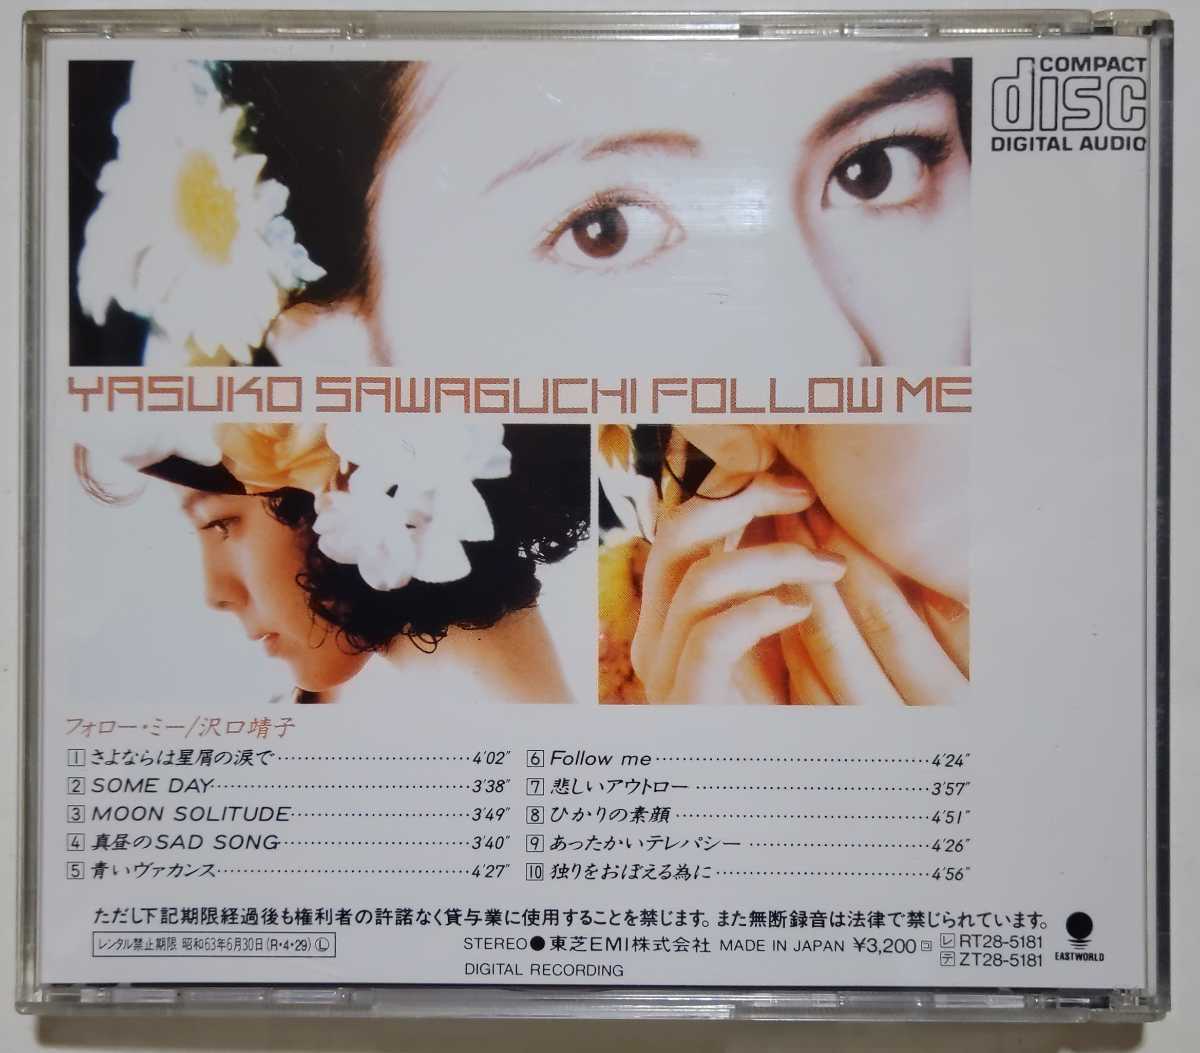 COMPACT
disc
DIGITAL AUDIO
YASUKO SAWAGUCHI FOLLOW ME
フォロー・ミー/沢口靖子
1 さよならは星屑の涙で……………………4′02″
2 SOME DAY……………………3′38″
3 MOON SOLITUDE……………………3′49″
4 真昼のSAD SONG……………………3′40″
5 青いヴァカンス……………………4′27″
6 Follow me……………………4′24″
7 悲しいアウトロー……………………3′57″
8 ひかりの素顔……………………4′51″
9 あったかいテレパシー……………………4′26″
10 独りをおぼえる為に……………………4′56″
ただし下記期限経過後も権利者の許諾なく貸与業に使用することを禁じます。また無断録音は法律で禁じられています。
レンタル禁止期限 昭和63年6月30日(R・4・29) Ⓛ
STEREO●東芝EMI株式会社 MADE IN JAPAN ¥3,200 コ レ RT28-5181
DIGITAL RECORDING
テ ZT28-5181
EASTWORLD